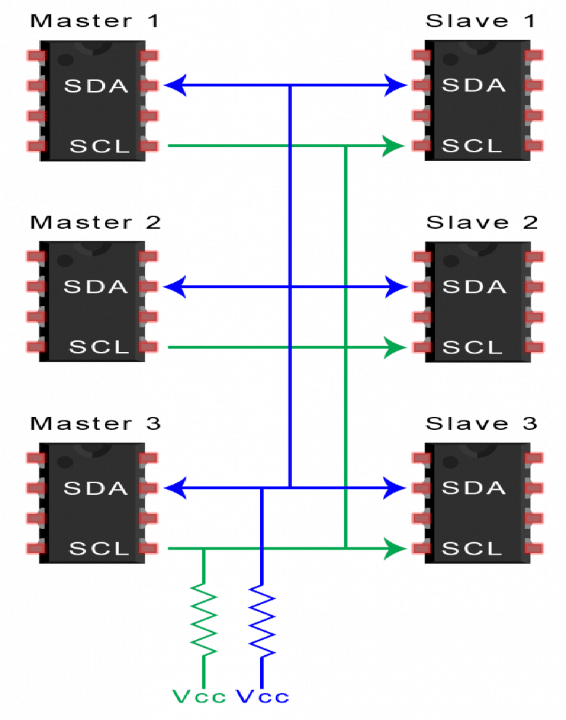 Master 1 Slave 1
SDA SDA
SCL SCL
Master 2 Slave 2
SDA SDA
SCL SCL
Master 3 Slave 3
SDA SDA
SCL SCL
Vcc Vcc